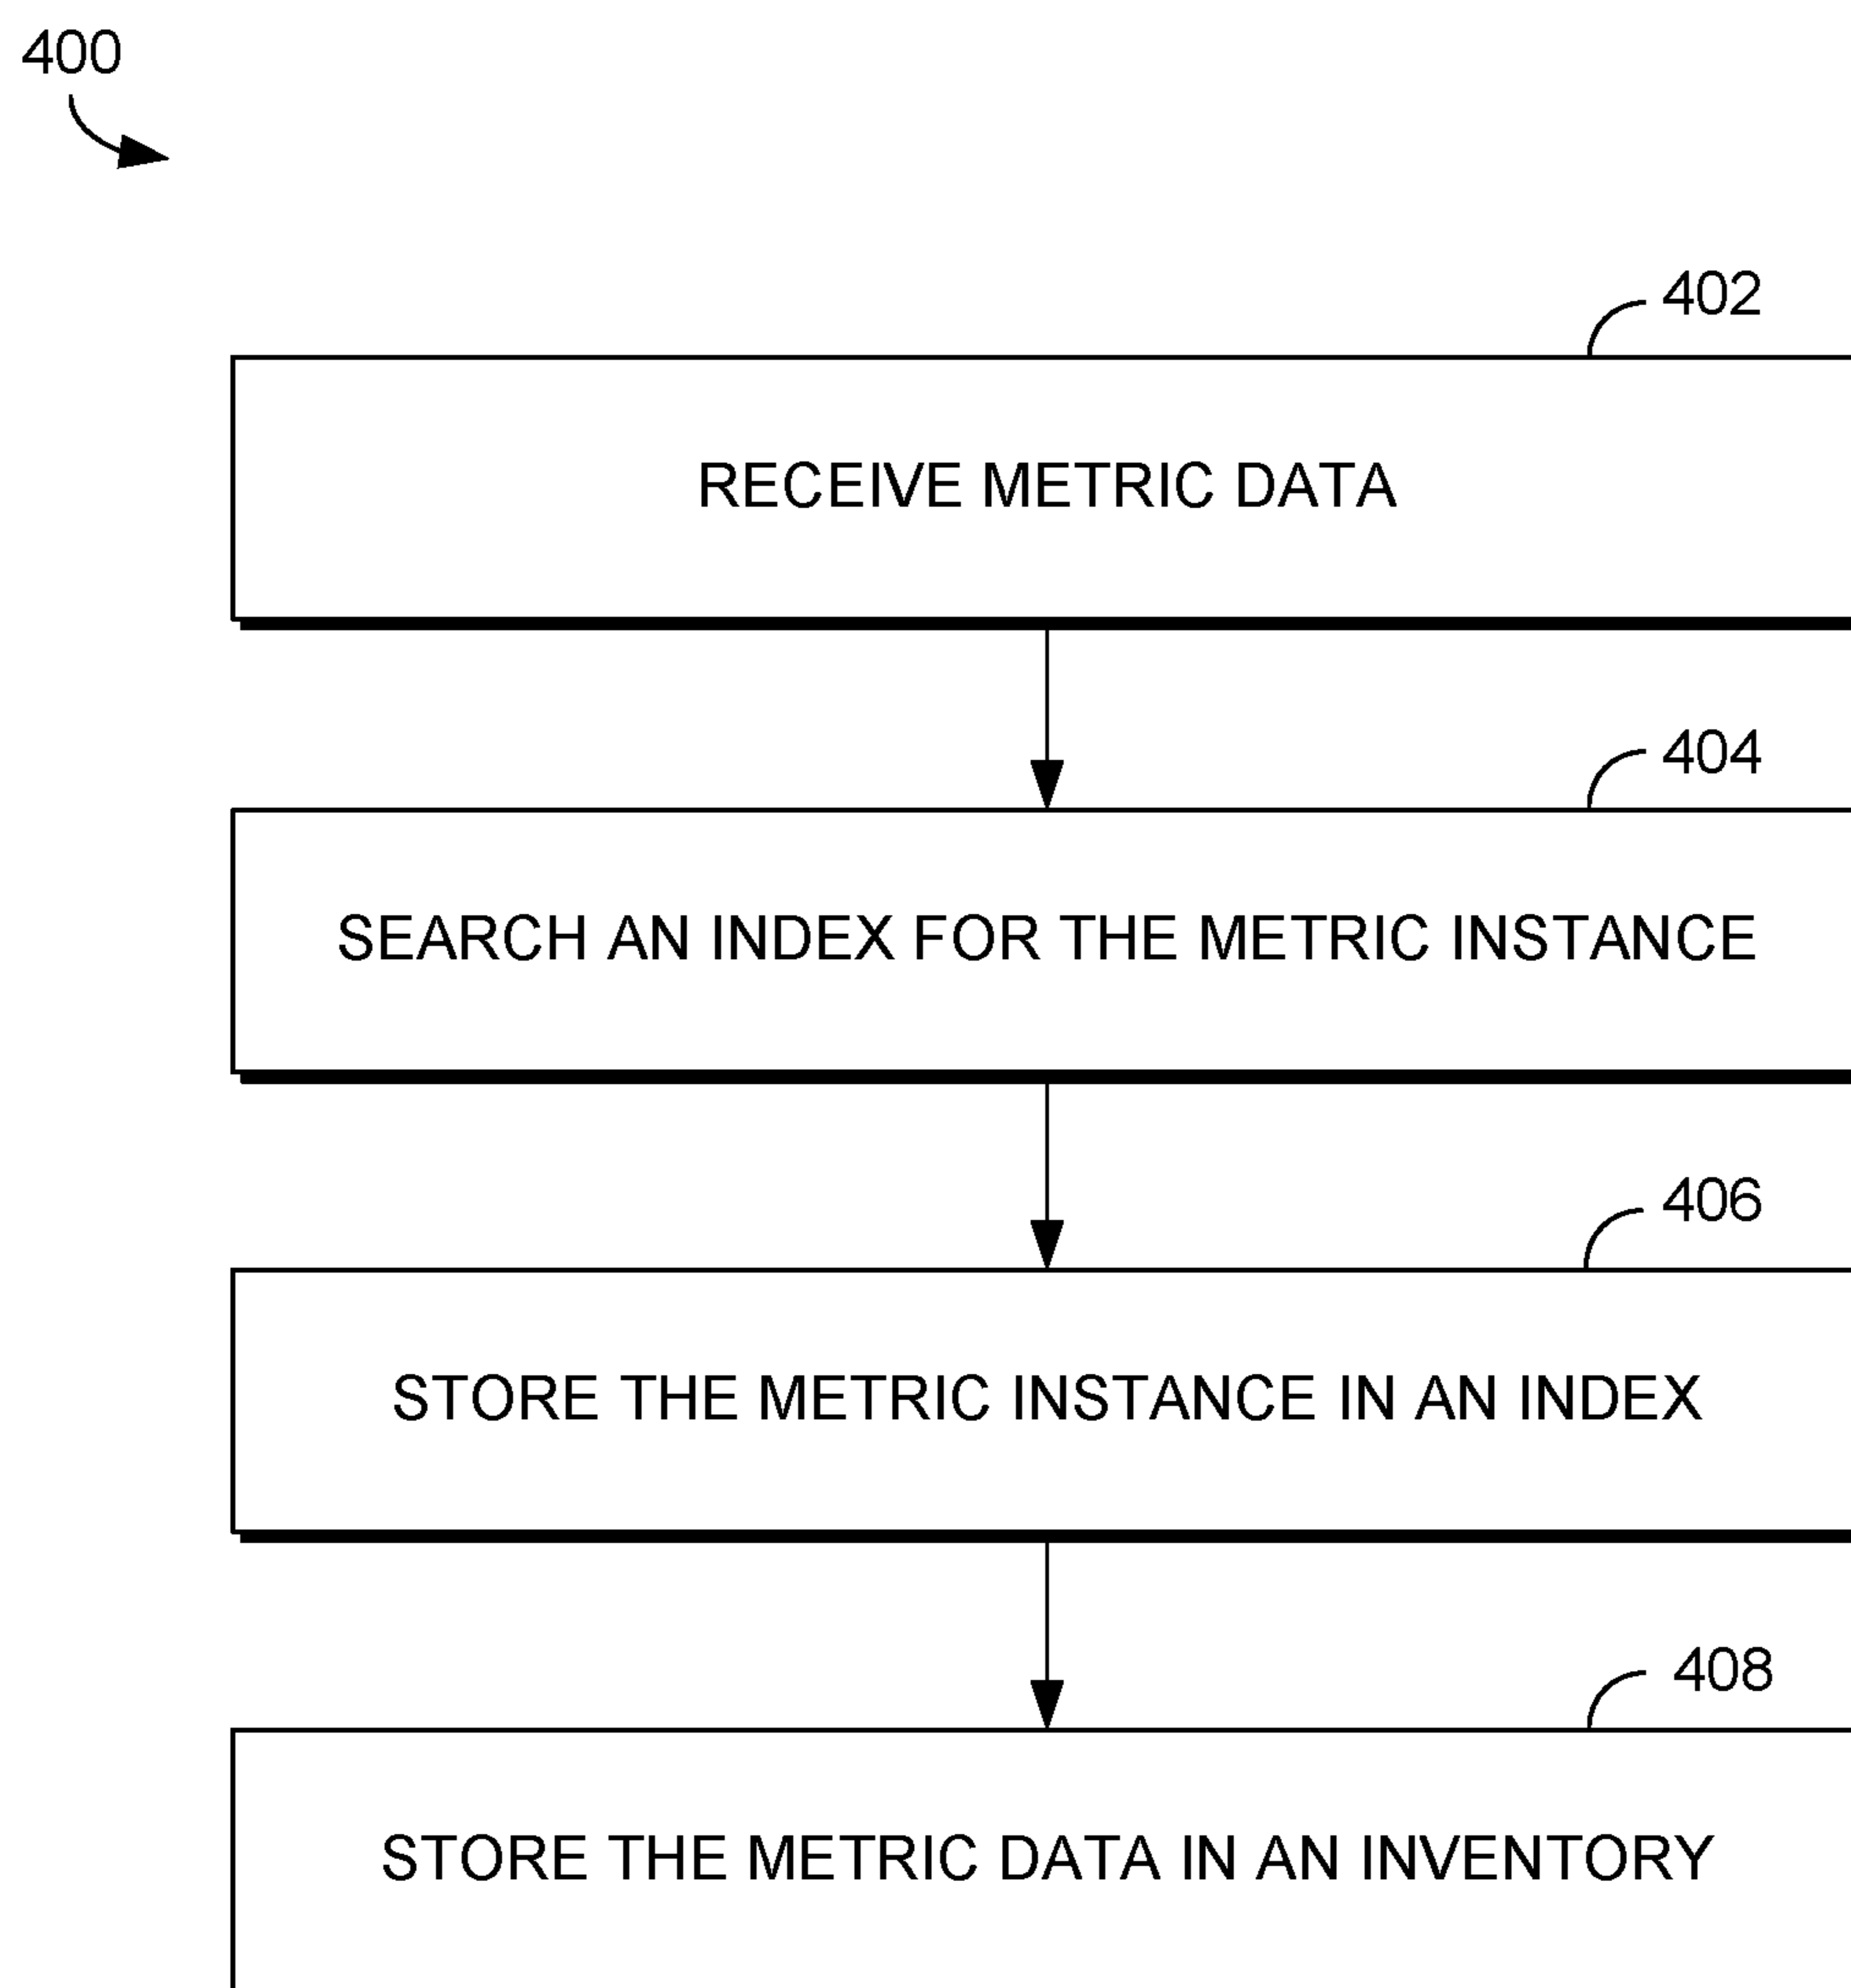 400
402
RECEIVE METRIC DATA
404
SEARCH AN INDEX FOR THE METRIC INSTANCE
406
STORE THE METRIC INSTANCE IN AN INDEX
408
STORE THE METRIC DATA IN AN INVENTORY